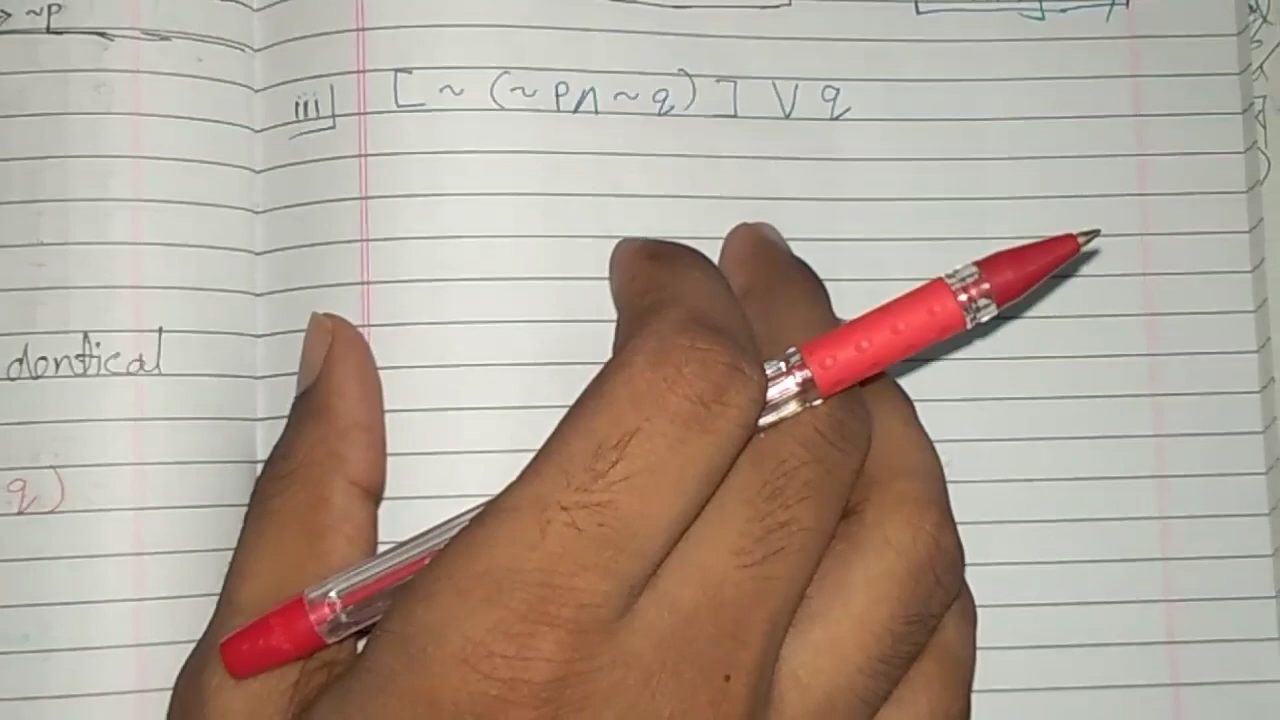 ~p
iii] [ ~ (~p∧ ~q) ] ∨ q
dentical
q)